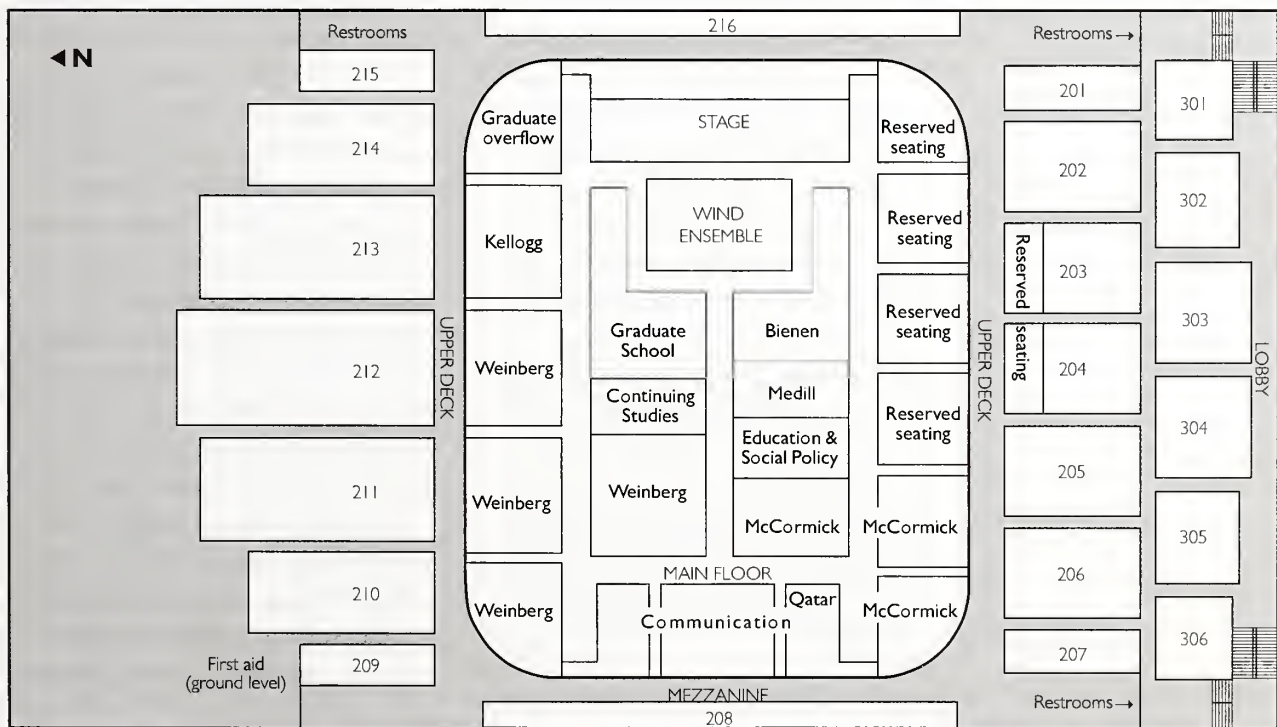 216
Restrooms
Restrooms →
◄N
215
201
301
Graduate
overflow
STAGE
Reserved
seating
214
202
302
WIND
ENSEMBLE
Kellogg
Reserved
seating
213
Reserved
203
303
Graduate
School
Bienen
Reserved
seating
UPPER DECK
212
Weinberg
Continuing
Studies
Medill
Reserved
seating
UPPER DECK
seating
204
LOBBY
304
Education &
Social Policy
211
Weinberg
Weinberg
McCormick
McCormick
205
305
MAIN FLOOR
210
Weinberg
Communication
Qatar
McCormick
206
306
First aid
(ground level)
209
207
MEZZANINE
Restrooms →
208